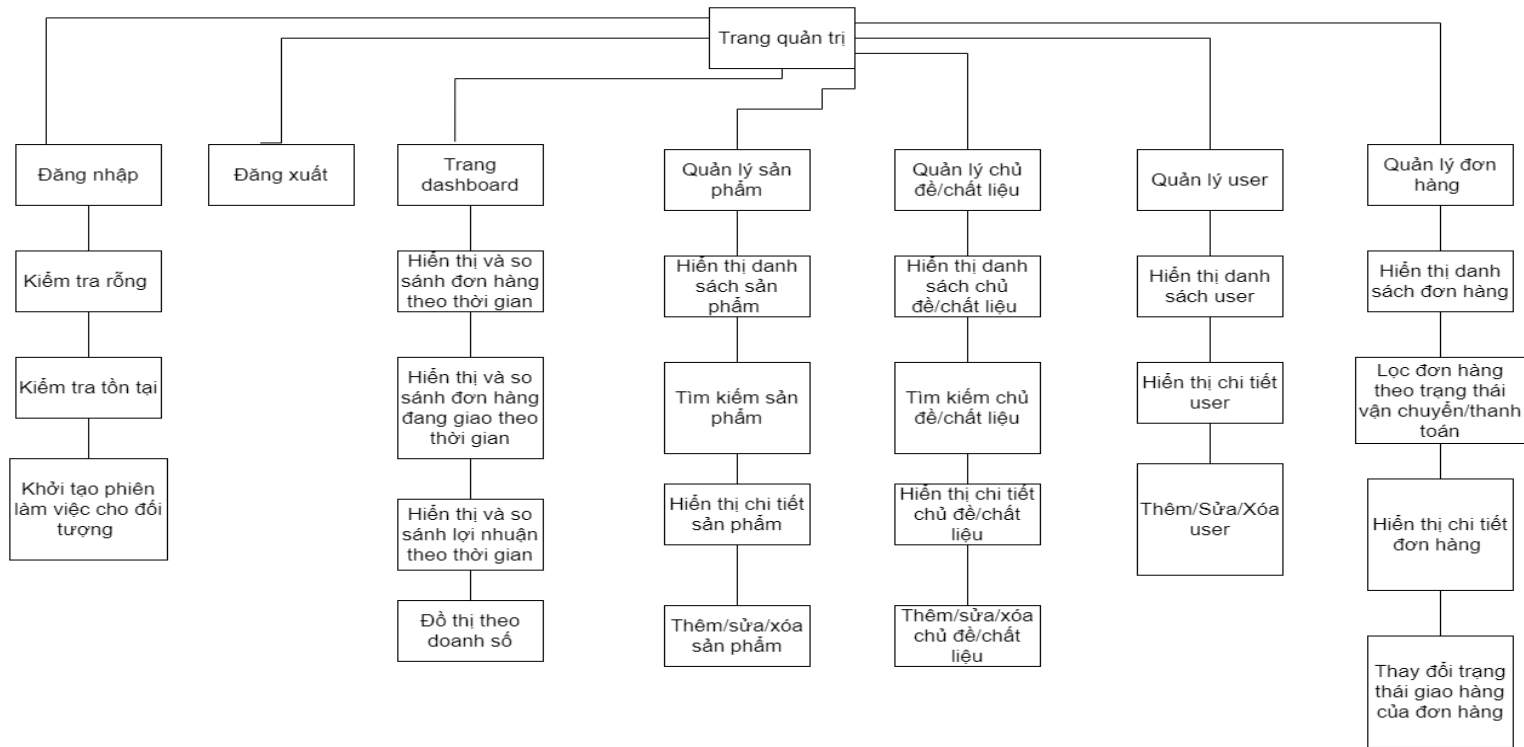 Trang quản trị
Đăng nhập
Kiểm tra rỗng
Kiểm tra tồn tại
Khởi tạo phiên
làm việc cho đối
tượng
Đăng xuất
Trang
dashboard
Hiển thị và so
sánh đơn hàng
theo thời gian
Hiển thị và so
sánh đơn hàng
đang giao theo
thời gian
Hiển thị và so
sánh lợi nhuận
theo thời gian
Đồ thị theo
doanh số
Quản lý sản
phẩm
Hiển thị danh
sách sản
phẩm
Tìm kiếm sản
phẩm
Hiển thị chi tiết
sản phẩm
Thêm/sửa/xóa
sản phẩm
Quản lý chủ
đề/chất liệu
Hiển thị danh
sách chủ
đề/chất liệu
Tìm kiếm chủ
đề/chất liệu
Hiển thị chi tiết
chủ đề/chất
liệu
Thêm/sửa/xóa
chủ đề/chất
liệu
Quản lý user
Hiển thị danh
sách user
Hiển thị chi tiết
user
Thêm/Sửa/Xóa
user
Quản lý đơn
hàng
Hiển thị danh
sách đơn hàng
Lọc đơn hàng
theo trạng thái
vận chuyển/thanh
toán
Hiển thị chi tiết
đơn hàng
Thay đổi trạng
thái giao hàng
của đơn hàng